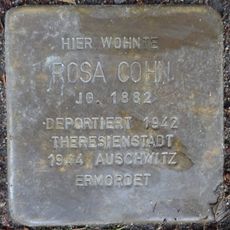 HIER WOHNTE
ROSA COHN
JG. 1882
DEPORTIERT 1942
THERESIENSTADT
1944 AUSCHWITZ
ERMORDET